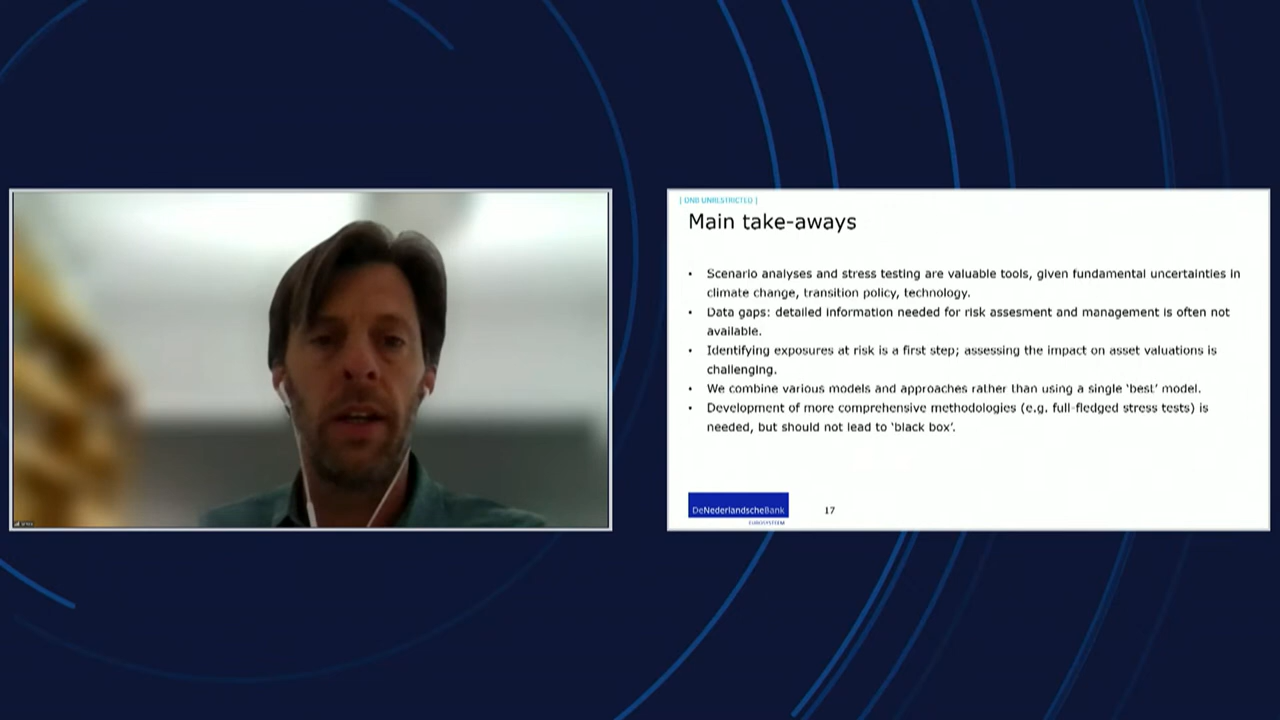 [ DNB UNRESTRICTED ]
Main take-aways
• Scenario analyses and stress testing are valuable tools, given fundamental uncertainties in
climate change, transition policy, technology.
• Data gaps: detailed information needed for risk assesment and management is often not
available.
• Identifying exposures at risk is a first step; assessing the impact on asset valuations is
challenging.
• We combine various models and approaches rather than using a single ‘best’ model.
• Development of more comprehensive methodologies (e.g. full-fledged stress tests) is
needed, but should not lead to ‘black box’.
DeNederlandscheBank
EUROSYSTEEM
17